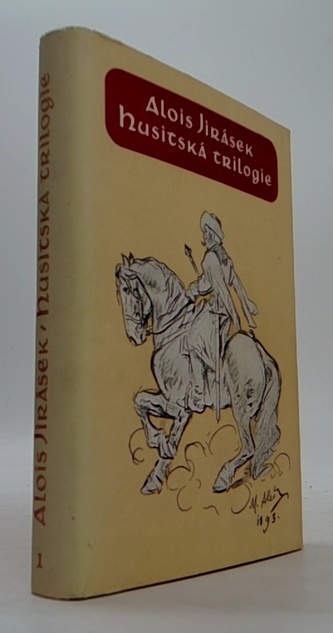 Alois Jirásek
husitská trilogie
Alois Jirásek / husitská trilogie
1
M. Aleš
1895